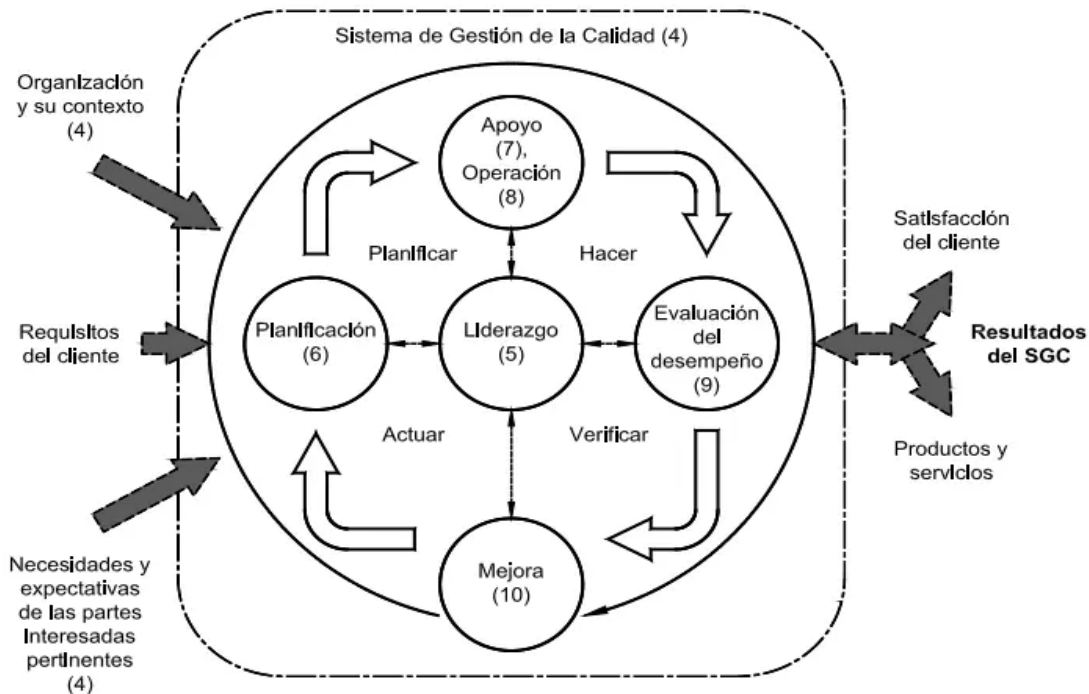 Sistema de Gestión de la Calidad (4)
Organización
y su contexto
(4)
Requisitos
del cliente
Necesidades y
expectativas
de las partes
Interesadas
pertinentes
(4)
Apoyo
(7),
Operación
(8)
Planificar
Hacer
Planificación
(6)
Liderazgo
(5)
Evaluación
del
desempeño
(9)
Actuar
Verificar
Mejora
(10)
Satisfacción
del cliente
Resultados
del SGC
Productos y
servicios